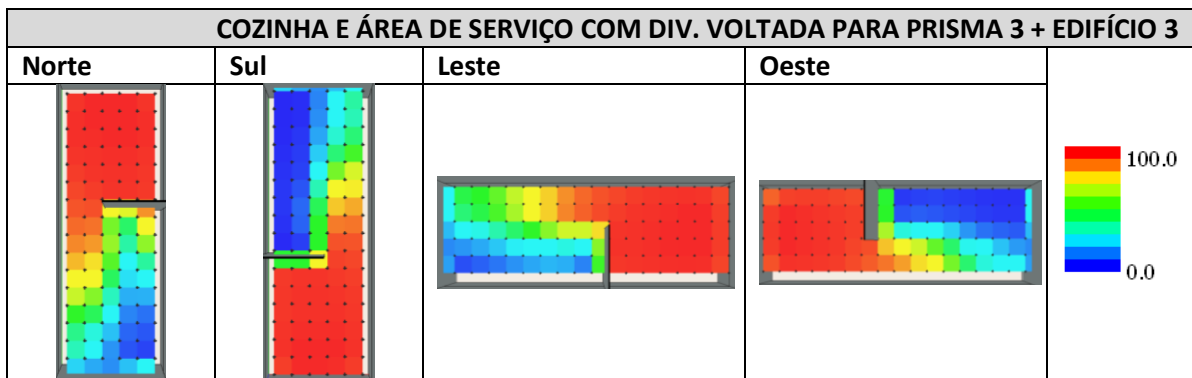 COZINHA E ÁREA DE SERVIÇO COM DIV. VOLTADA PARA PRISMA 3 + EDIFÍCIO 3
Norte Sul Leste Oeste
100.0
0.0